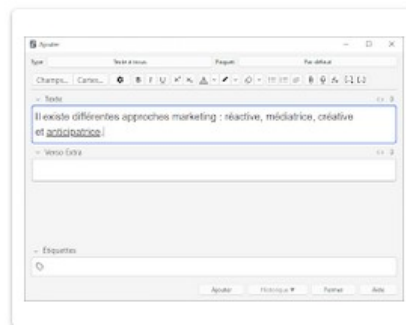 Ajouter
Type Texte à trous Paquet Par défaut
Champs... Cartes... B I U
Texte
Il existe différentes approches marketing : réactive, médiatrice, créative
et anticipatrice.
Verso Extra
Étiquettes
Ajouter Historique ▼ Fermer Aide